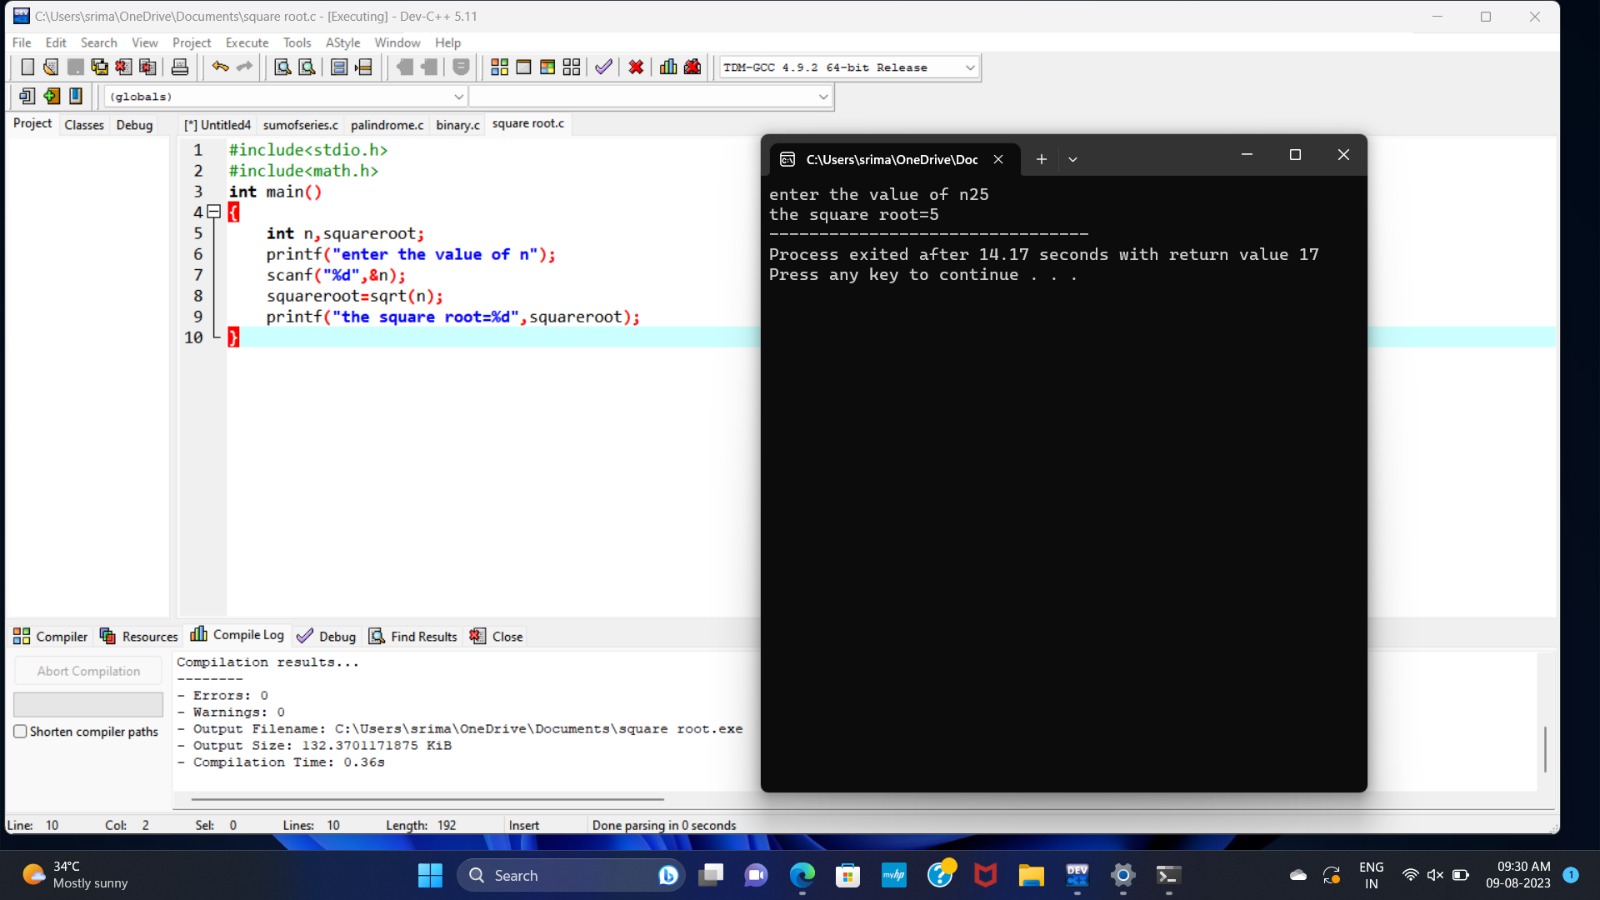 C:\Users\srima\OneDrive\Documents\square root.c - [Executing] - Dev-C++ 5.11
File Edit Search View Project Execute Tools AStyle Window Help
TDM-GCC 4.9.2 64-bit Release
(globals)
Project Classes Debug
[*] Untitled4 sumofseries.c palindrome.c binary.c square root.c
1 #include<stdio.h>
2 #include<math.h>
3 int main()
4 {
5 int n,squareroot;
6 printf("enter the value of n");
7 scanf("%d",&n);
8 squareroot=sqrt(n);
9 printf("the square root=%d",squareroot);
10 }
C:\Users\srima\OneDrive\Doc
enter the value of n25
the square root=5
--------------------------------
Process exited after 14.17 seconds with return value 17
Press any key to continue . . .
Compiler Resources Compile Log Debug Find Results Close
Abort Compilation
Shorten compiler paths
Compilation results...
--------
- Errors: 0
- Warnings: 0
- Output Filename: C:\Users\srima\OneDrive\Documents\square root.exe
- Output Size: 132.3701171875 KiB
- Compilation Time: 0.36s
Line: 10 Col: 2 Sel: 0 Lines: 10 Length: 192 Insert Done parsing in 0 seconds
34°C
Mostly sunny
Search
myhp
DEV
ENG
IN
09:30 AM
09-08-2023
1